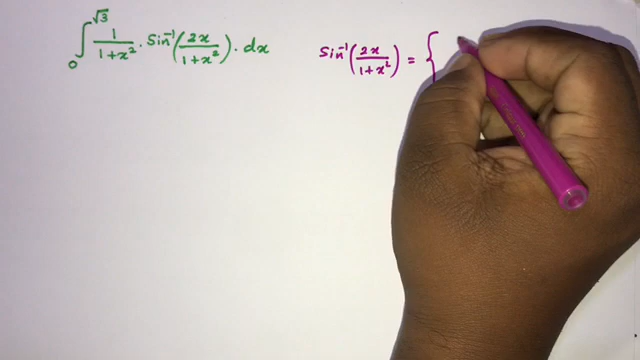 ∫₀^√3 1/(1+x²) · Sin⁻¹(2x/(1+x²)) · dx
Sin⁻¹(2x/(1+x²)) = {